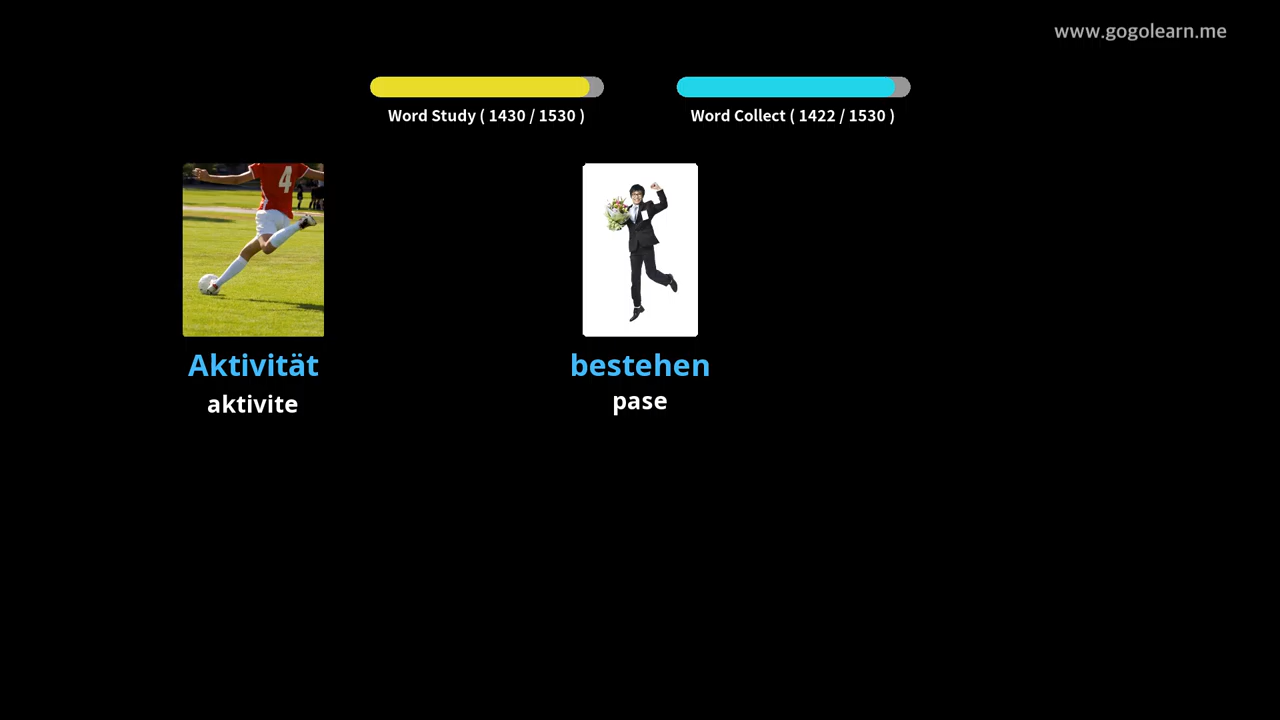 www.gogolearn.me
Word Study ( 1430 / 1530 )
Word Collect ( 1422 / 1530 )
4
Aktivität
bestehen
aktivite
pase